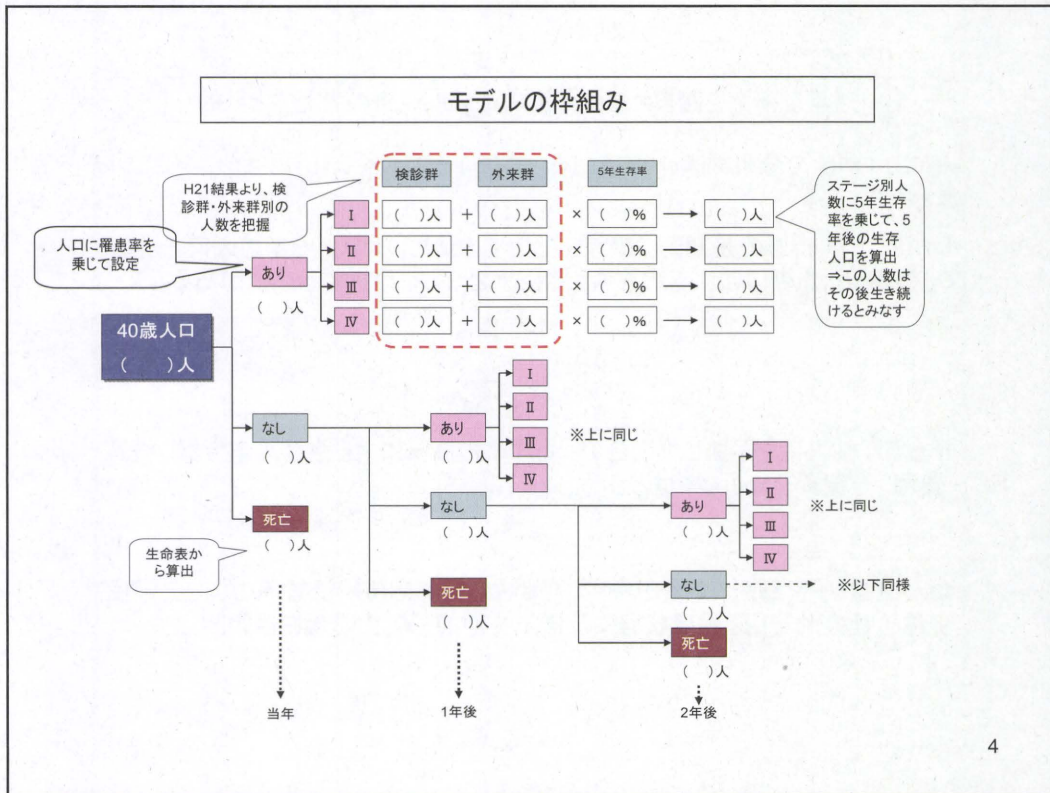 モデルの枠組み
検診群
外来群
5年生存率
H21結果より、検
診群・外来群別の
人数を把握
人口に罹患率を
乗じて設定
あり
( )人
Ⅰ
( )人 + ( )人 × ( )% ( )人
Ⅱ
( )人 + ( )人 × ( )% ( )人
Ⅲ
( )人 + ( )人 × ( )% ( )人
Ⅳ
( )人 + ( )人 × ( )% ( )人
ステージ別人
数に5年生存
率を乗じて、5
年後の生存
人口を算出
⇒この人数は
その後生き続
けるとみなす
40歳人口
( )人
なし
( )人
死亡
( )人
生命表か
ら算出
当年
あり
( )人
Ⅰ
Ⅱ
Ⅲ
Ⅳ
※上に同じ
なし
( )人
死亡
( )人
1年後
あり
( )人
Ⅰ
Ⅱ
Ⅲ
Ⅳ
※上に同じ
なし
( )人
※以下同様
死亡
( )人
2年後
4